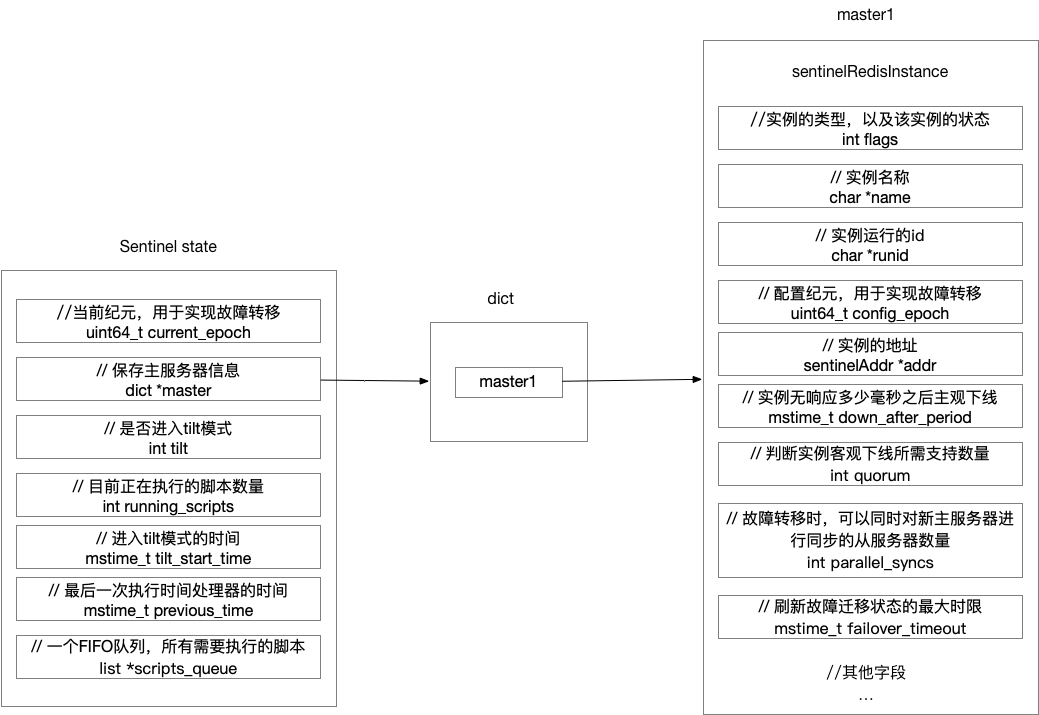 Sentinel state
//当前纪元，用于实现故障转移
uint64_t current_epoch
// 保存主服务器信息
dict *master
// 是否进入tilt模式
int tilt
// 目前正在执行的脚本数量
int running_scripts
// 进入tilt模式的时间
mstime_t tilt_start_time
// 最后一次执行时间处理器的时间
mstime_t previous_time
// 一个FIFO队列，所有需要执行的脚本
list *scripts_queue
dict
master1
master1
sentinelRedisInstance
//实例的类型，以及该实例的状态
int flags
// 实例名称
char *name
// 实例运行的id
char *runid
// 配置纪元，用于实现故障转移
uint64_t config_epoch
// 实例的地址
sentinelAddr *addr
// 实例无响应多少毫秒之后主观下线
mstime_t down_after_period
// 判断实例客观下线所需支持数量
int quorum
// 故障转移时，可以同时对新主服务器进
行同步的从服务器数量
int parallel_syncs
// 刷新故障迁移状态的最大时限
mstime_t failover_timeout
//其他字段
...